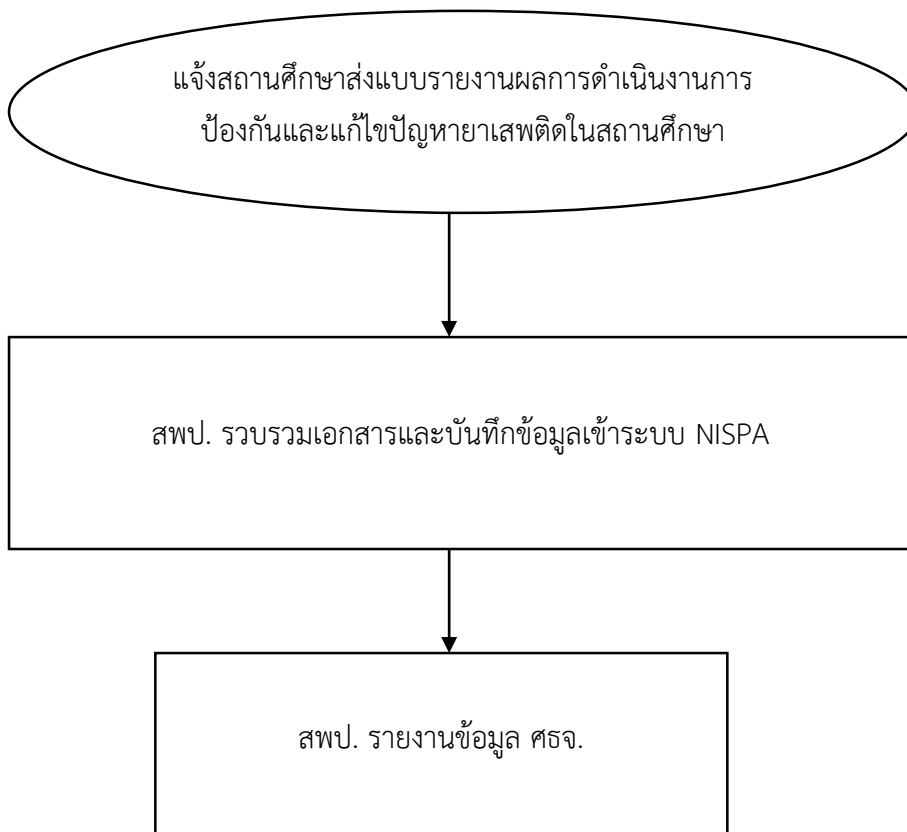 แจ้งสถานศึกษาส่งแบบรายงานผลการดำเนินงานการ
ป้องกันและแก้ไขปัญหายาเสพติดในสถานศึกษา
สพป. รวบรวมเอกสารและบันทึกข้อมูลเข้าระบบ NISPA
สพป. รายงานข้อมูล ศธจ.